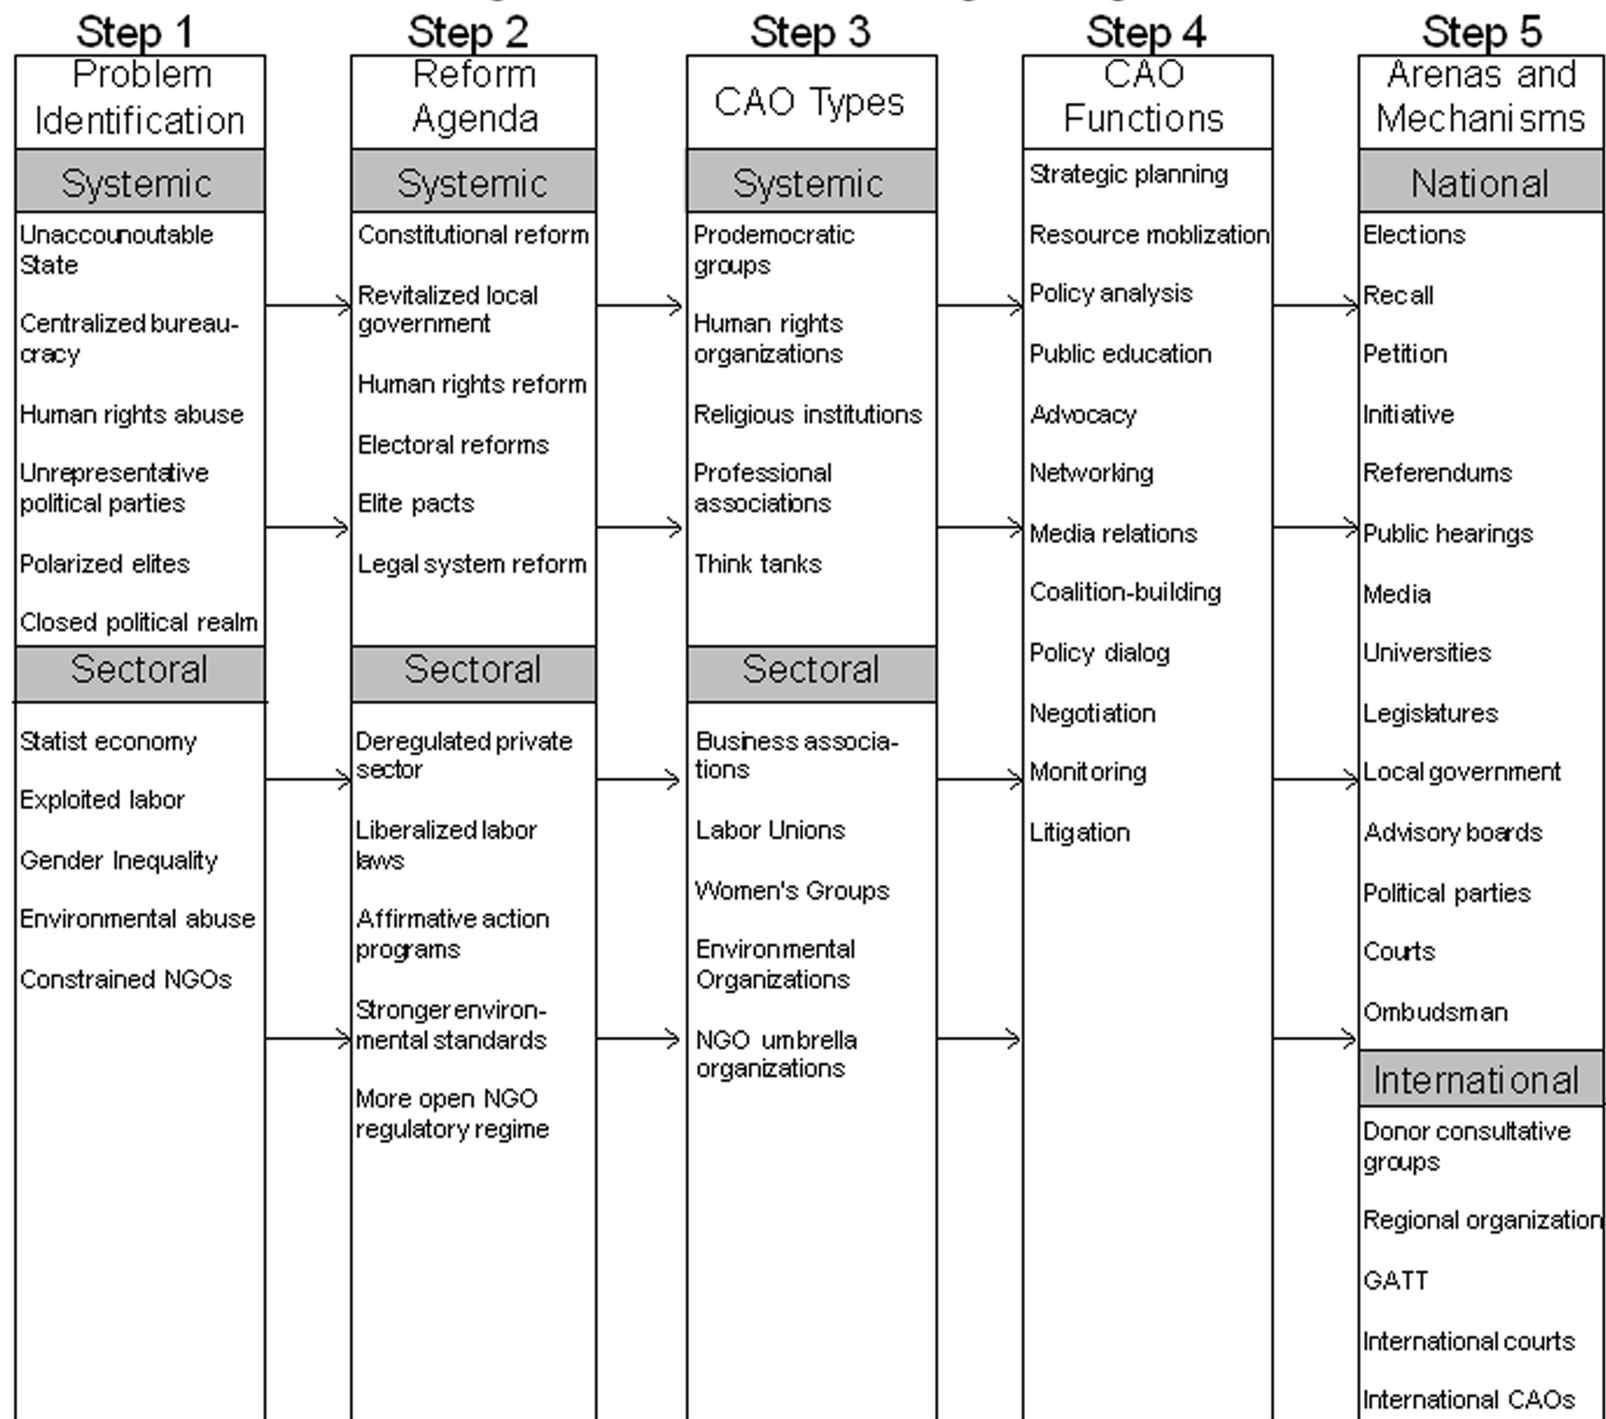 Step 1
Problem
Identification
Systemic
Unaccounoutable
State
Centralized bureau-
cracy
Human rights abuse
Unrepresentative
political parties
Polarized elites
Closed political realm
Sectoral
Statist economy
Exploited labor
Gender Inequality
Environmental abuse
Constrained NGOs
Step 2
Reform
Agenda
Systemic
Constitutional reform
Revitalized local
government
Human rights reform
Electoral reforms
Elite pacts
Legal system reform
Sectoral
Deregulated private
sector
Liberalized labor
laws
Affirmative action
programs
Stronger environ-
mental standards
More open NGO
regulatory regime
Step 3
CAO Types
Systemic
Prodemocratic
groups
Human rights
organizations
Religious institutions
Professional
associations
Think tanks
Sectoral
Business associa-
tions
Labor Unions
Women's Groups
Environmental
Organizations
NGO umbrella
organizations
Step 4
CAO
Functions
Strategic planning
Resource moblization
Policy analysis
Public education
Advocacy
Networking
Media relations
Coalition-building
Policy dialog
Negotiation
Monitoring
Litigation
Step 5
Arenas and
Mechanisms
National
Elections
Recall
Petition
Initiative
Referendums
Public hearings
Media
Universities
Legislatures
Local government
Advisory boards
Political parties
Courts
Ombudsman
International
Donor consultative
groups
Regional organization
GATT
International courts
International CAOs